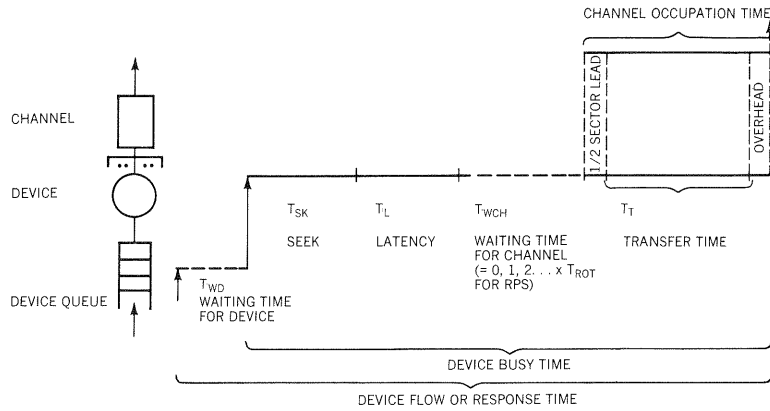 CHANNEL OCCUPATION TIME
CHANNEL
DEVICE
DEVICE QUEUE
1/2 SECTOR LEAD
OVERHEAD
T_SK
SEEK
T_L
LATENCY
T_WCH
WAITING TIME
FOR CHANNEL
(= 0, 1, 2. . . x T_ROT
FOR RPS)
T_T
TRANSFER TIME
T_WD
WAITING TIME
FOR DEVICE
DEVICE BUSY TIME
DEVICE FLOW OR RESPONSE TIME